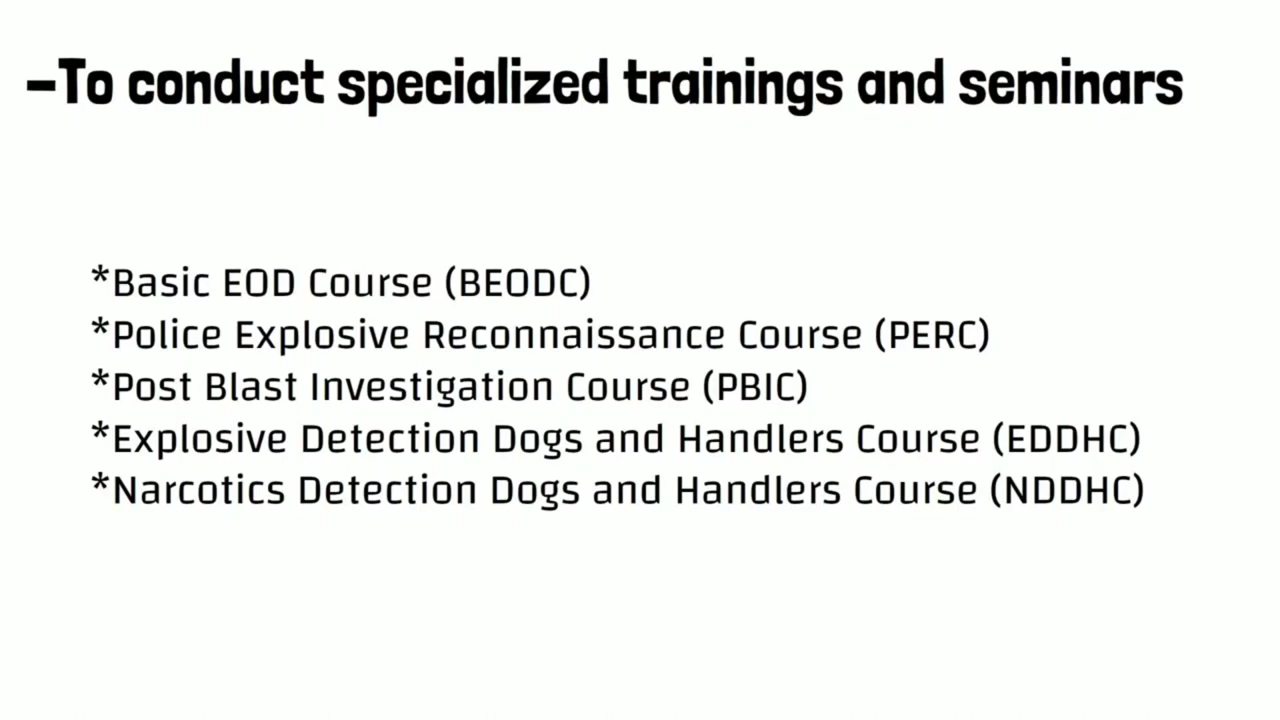 -To conduct specialized trainings and seminars
*Basic EOD Course (BEODC)
*Police Explosive Reconnaissance Course (PERC)
*Post Blast Investigation Course (PBIC)
*Explosive Detection Dogs and Handlers Course (EDDHC)
*Narcotics Detection Dogs and Handlers Course (NDDHC)